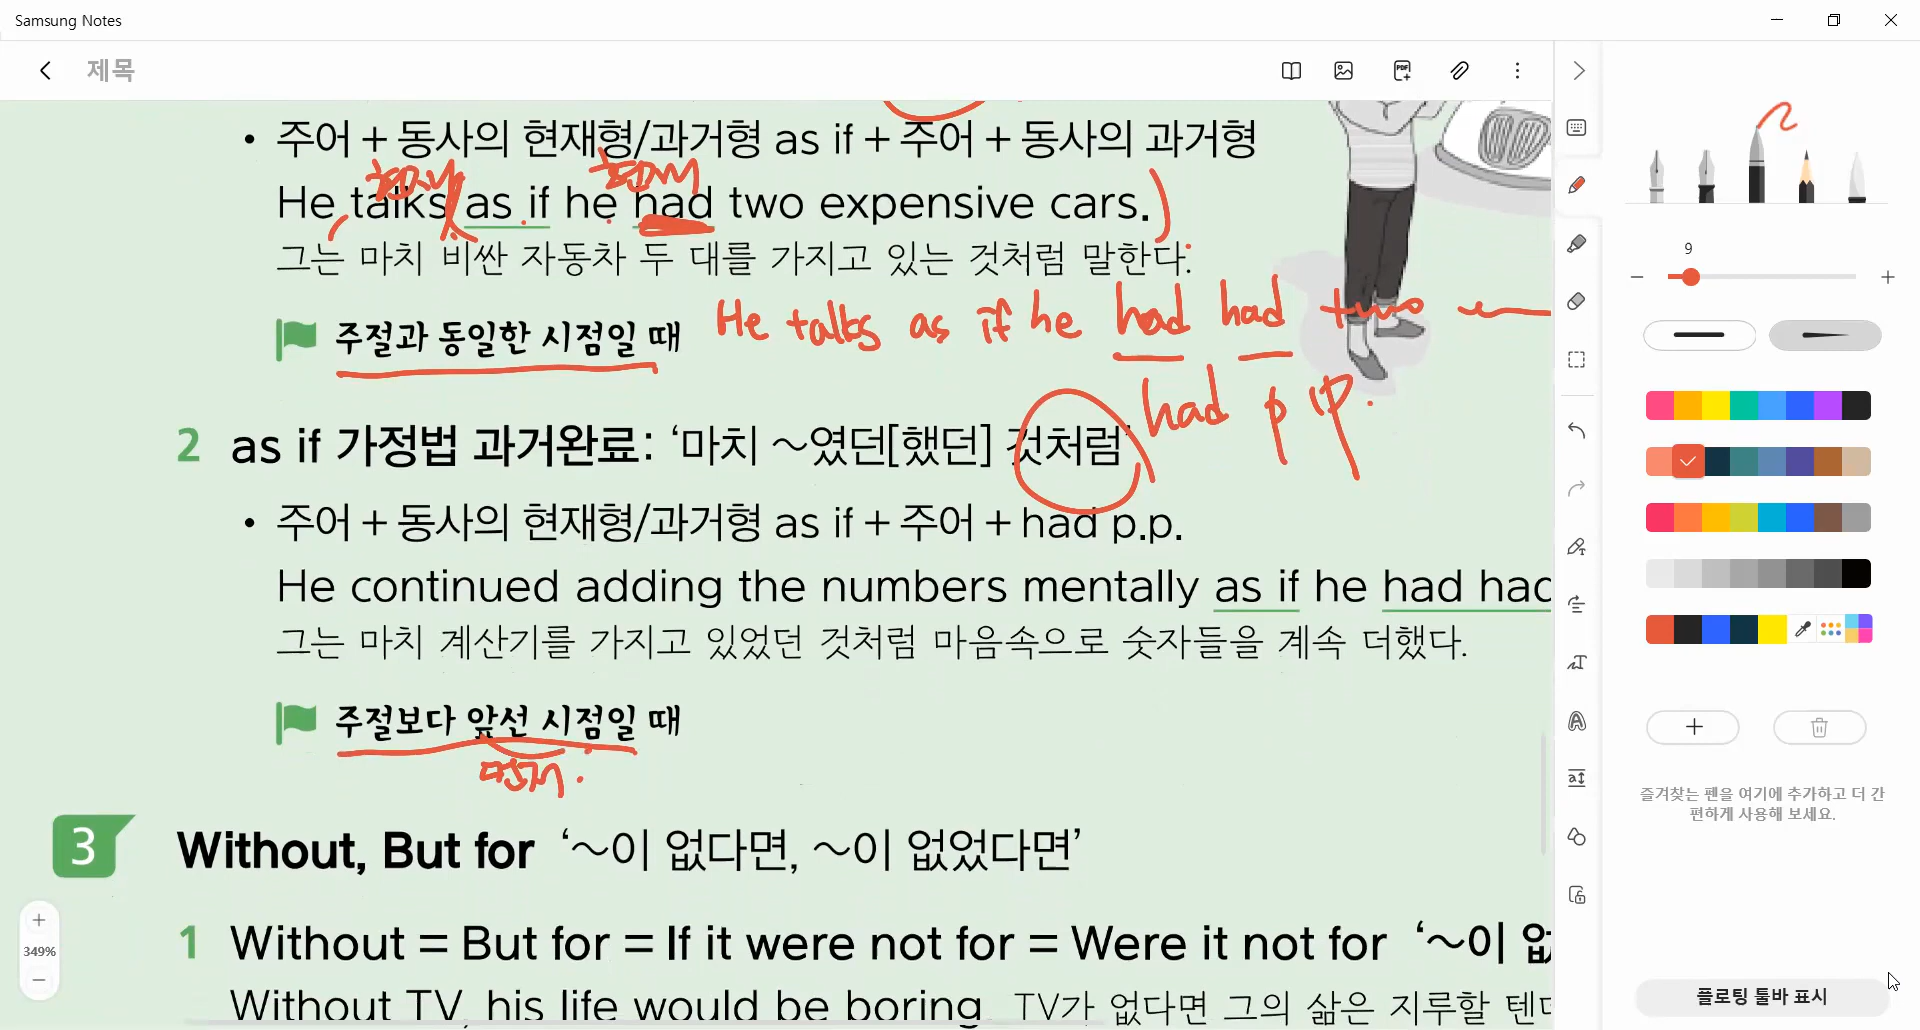 Samsung Notes
제목
• 주어 + 동사의 현재형/과거형 as if + 주어 + 동사의 과거형
He talks as if he had two expensive cars.
그는 마치 비싼 자동차 두 대를 가지고 있는 것처럼 말한다.
주절과 동일한 시점일 때
He talks as if he had had two
had p.p.
2 as if 가정법 과거완료: ‘마치 ~였던[했던] 것처럼’
• 주어 + 동사의 현재형/과거형 as if + 주어 + had p.p.
He continued adding the numbers mentally as if he had had
그는 마치 계산기를 가지고 있었던 것처럼 마음속으로 숫자들을 계속 더했다.
주절보다 앞선 시점일 때
3 Without, But for ‘~이 없다면, ~이 없었다면’
1 Without = But for = If it were not for = Were it not for ‘~이 없
Without TV, his life would be boring. TV가 없다면 그의 삶은 지루할 텐데
349%
9
즐겨찾는 펜을 여기에 추가하고 더 간
편하게 사용해 보세요.
플로팅 툴바 표시